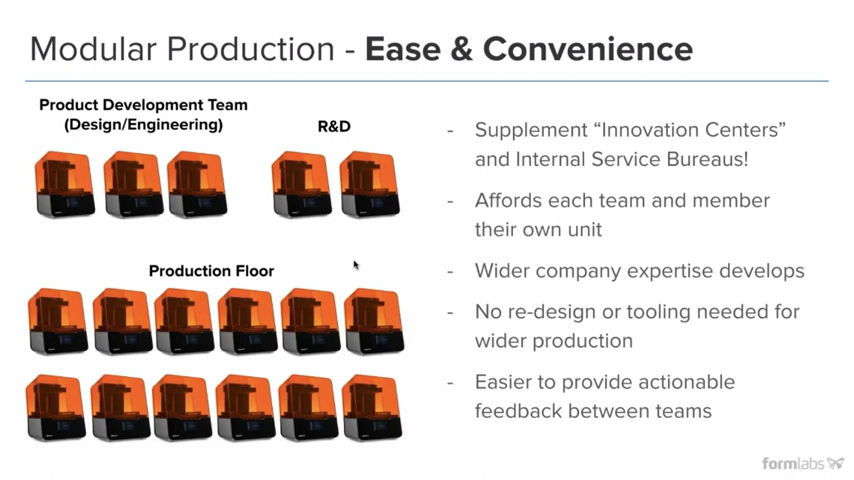 Modular Production - Ease & Convenience
Product Development Team
(Design/Engineering)
R&D
Production Floor
- Supplement “Innovation Centers”
and Internal Service Bureaus!
- Affords each team and member
their own unit
- Wider company expertise develops
- No re-design or tooling needed for
wider production
- Easier to provide actionable
feedback between teams
formlabs